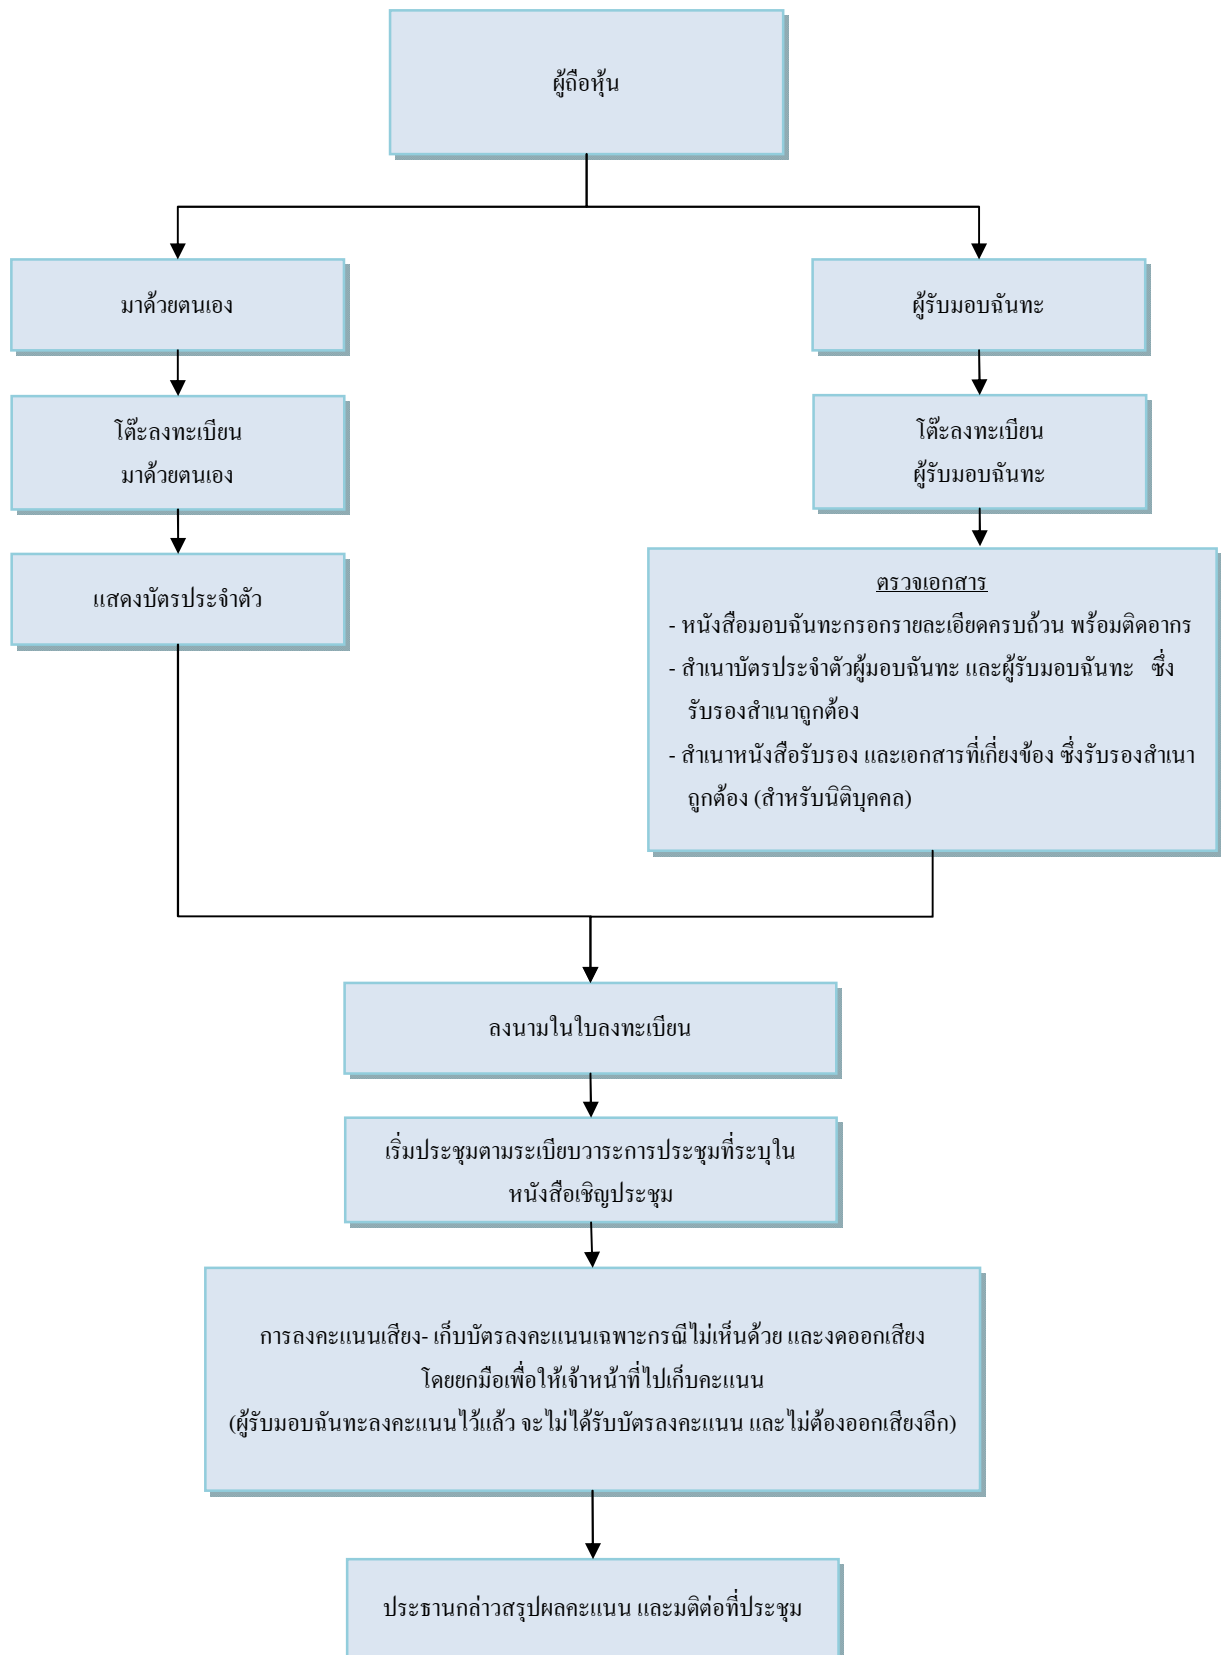 ผู้ถือหุ้น
มาด้วยตนเอง
ผู้รับมอบฉันทะ
โต๊ะลงทะเบียน
มาด้วยตนเอง
โต๊ะลงทะเบียน
ผู้รับมอบฉันทะ
แสดงบัตรประจำตัว
ตรวจเอกสาร
- หนังสือมอบฉันทะกรอกรายละเอียดครบถ้วน พร้อมติดอากร
- สำเนาบัตรประจำตัวผู้มอบฉันทะ และผู้รับมอบฉันทะ ซึ่ง
รับรองสำเนาถูกต้อง
- สำเนาหนังสือรับรอง และเอกสารที่เกี่ยงข้อง ซึ่งรับรองสำเนา
ถูกต้อง (สำหรับนิติบุคคล)
ลงนามในใบลงทะเบียน
เริ่มประชุมตามระเบียบวาระการประชุมที่ระบุใน
หนังสือเชิญประชุม
การลงคะแนนเสียง- เก็บบัตรลงคะแนนเฉพาะกรณีไม่เห็นด้วย และงดออกเสียง
โดยยกมือเพื่อให้เจ้าหน้าที่ไปเก็บคะแนน
(ผู้รับมอบฉันทะลงคะแนนไว้แล้ว จะไม่ได้รับบัตรลงคะแนน และไม่ต้องออกเสียงอีก)
ประธานกล่าวสรุปผลคะแนน และมติต่อที่ประชุม